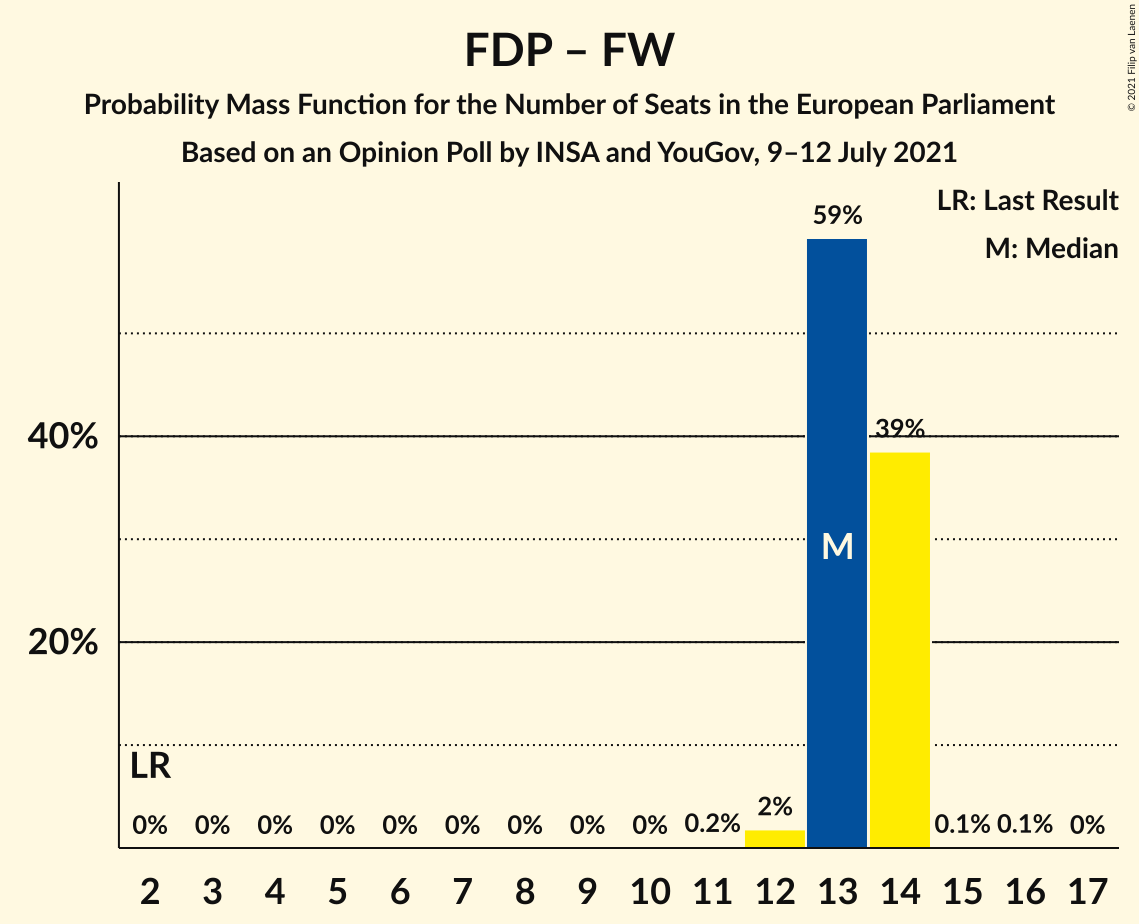 FDP – FW
Probability Mass Function for the Number of Seats in the European Parliament
Based on an Opinion Poll by INSA and YouGov, 9–12 July 2021
© 2021 Filip van Laenen
LR: Last Result
M: Median
59%
40%
39%
M
20%
LR
0% 0% 0% 0% 0% 0% 0% 0% 0% 0.2% 2% 0.1% 0.1% 0%
2 3 4 5 6 7 8 9 10 11 12 13 14 15 16 17